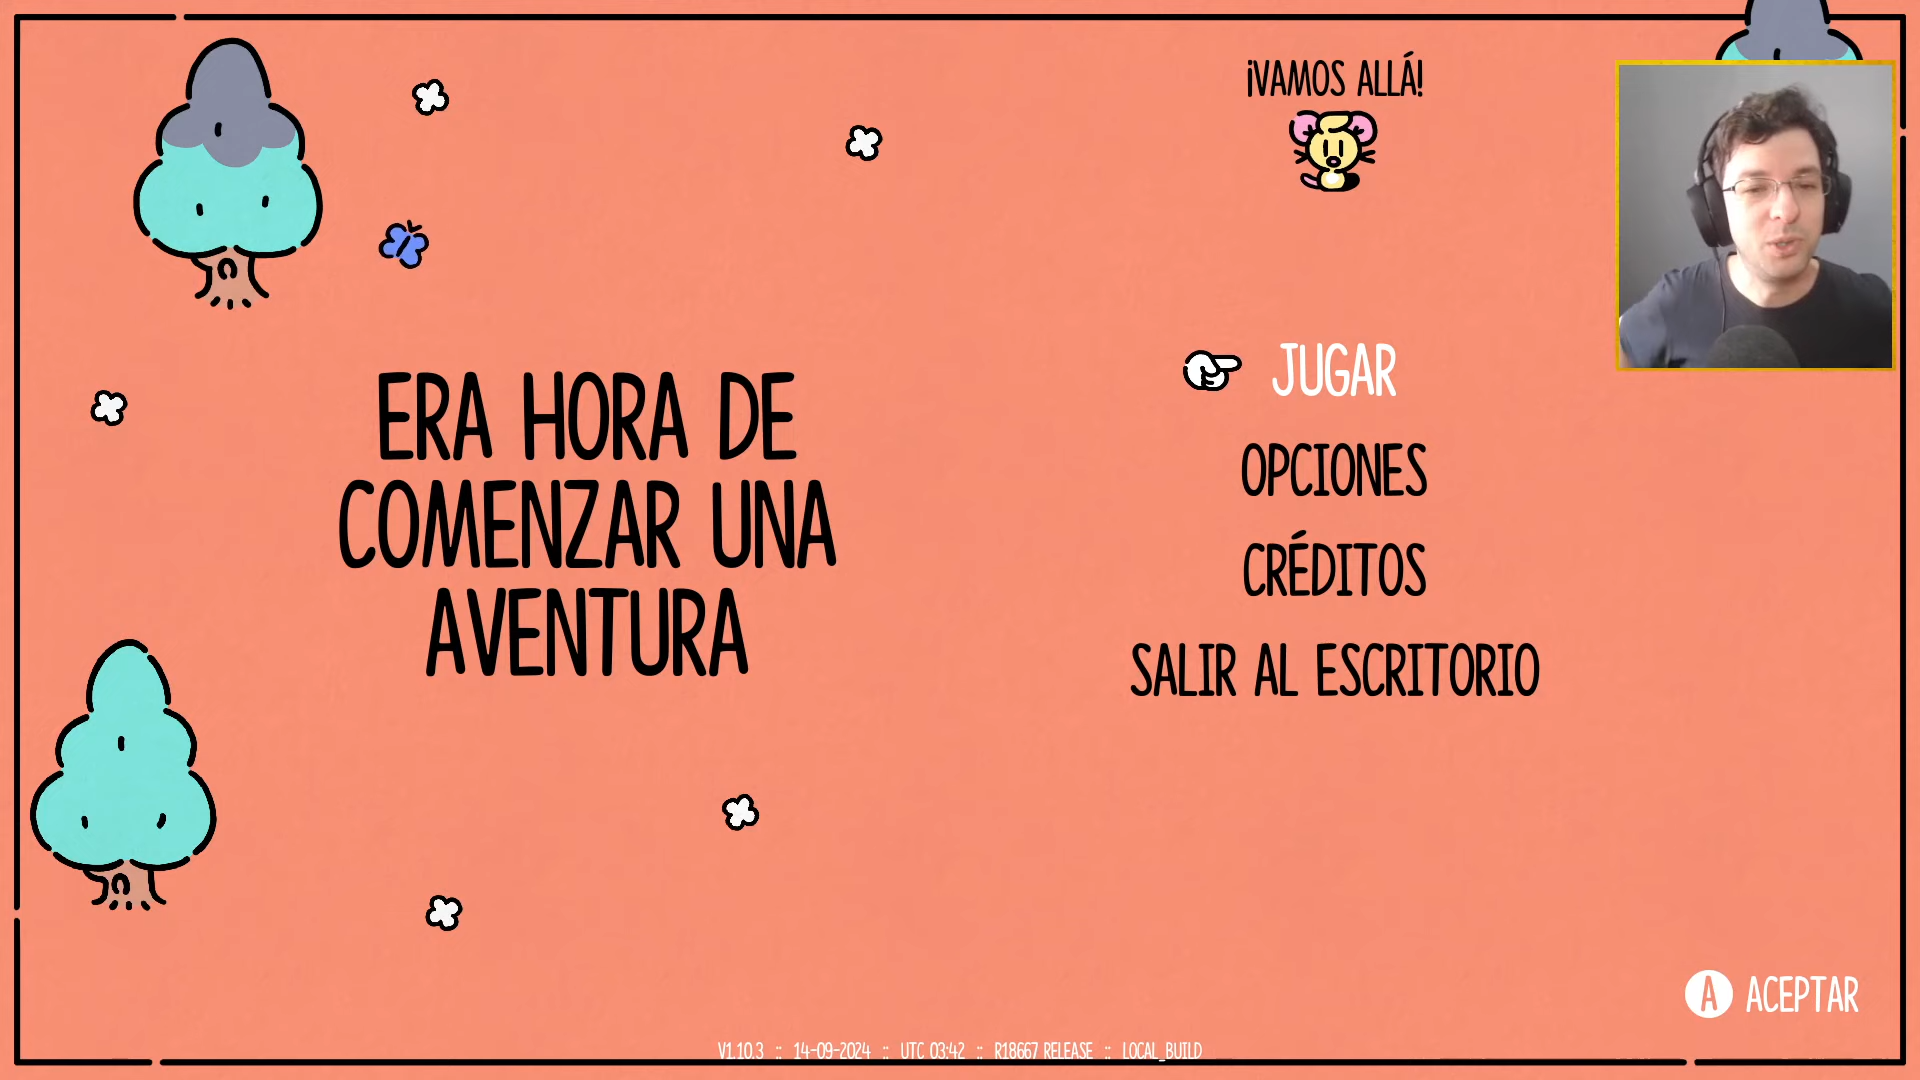 ¡VAMOS ALLÁ!
ERA HORA DE
COMENZAR UNA
AVENTURA
JUGAR
OPCIONES
CRÉDITOS
SALIR AL ESCRITORIO
A ACEPTAR
V1.10.3 :: 14-09-2024 :: UTC 03:42 :: R18667 RELEASE :: LOCAL_BUILD